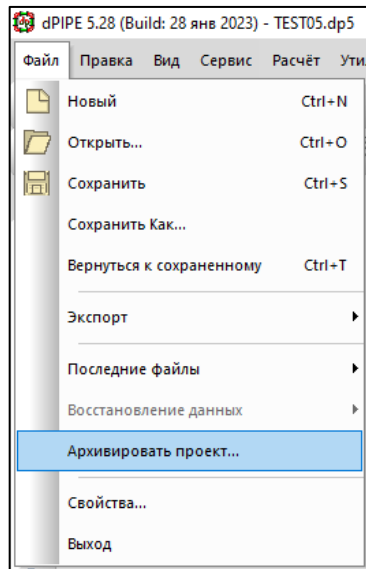 dPIPE 5.28 (Build: 28 янв 2023) - TEST05.dp5
Файл Правка Вид Сервис Расчёт
Новый Ctrl+N
Открыть... Ctrl+O
Сохранить Ctrl+S
Сохранить Как...
Вернуться к сохраненному Ctrl+T
Экспорт
Последние файлы
Восстановление данных
Архивировать проект...
Свойства...
Выход